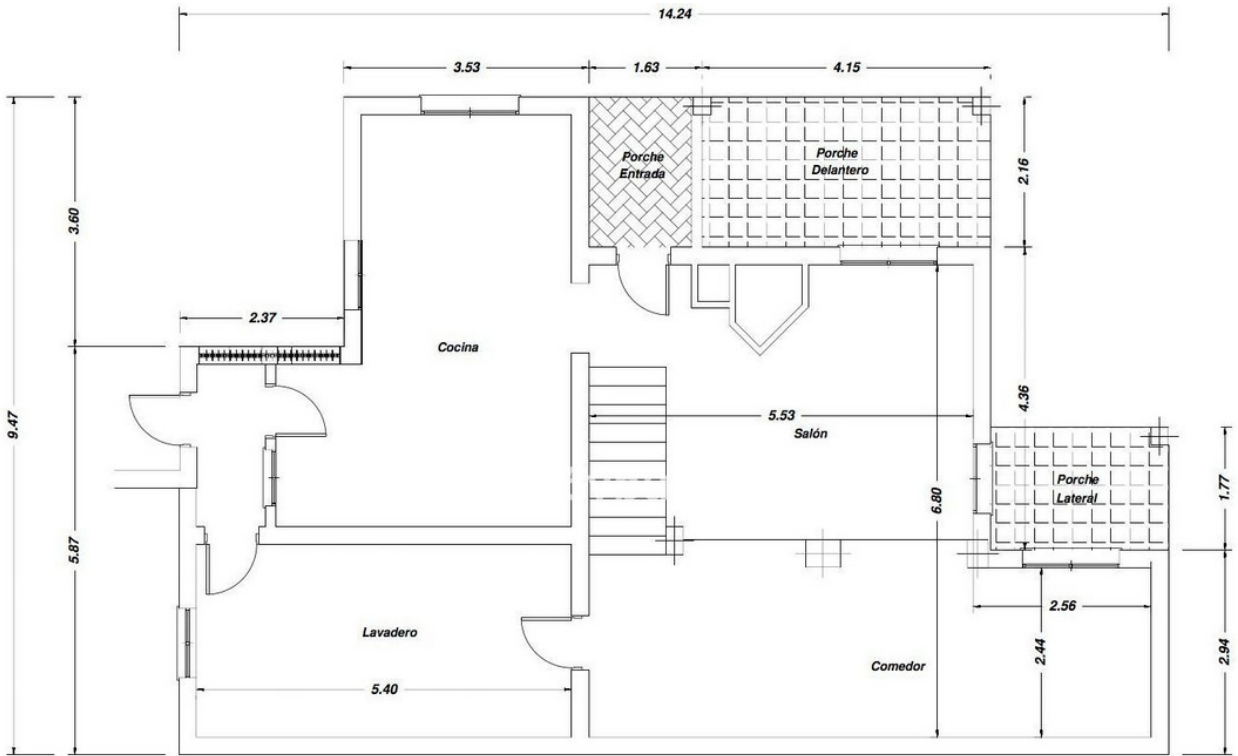 14.24
3.53
1.63
4.15
Porche
Entrada
Porche
Delantero
2.16
3.60
2.37
Cocina
9.47
4.36
5.53
Salón
Porche
Lateral
1.77
6.80
5.87
2.56
Lavadero
2.44
2.94
Comedor
5.40